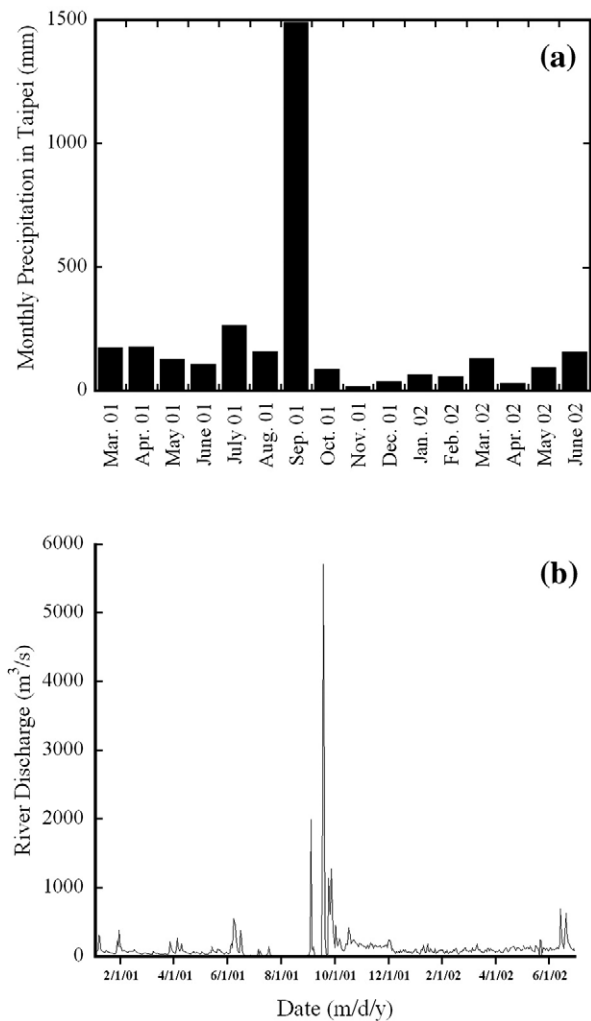 (a)
Monthly Precipitation in Taipei (mm)
1500
1000
500
0
Mar. 01
Apr. 01
May 01
June 01
July 01
Aug. 01
Sep. 01
Oct. 01
Nov. 01
Dec. 01
Jan. 02
Feb. 02
Mar. 02
Apr. 02
May 02
June 02
(b)
River Discharge (m³/s)
6000
5000
4000
3000
2000
1000
0
2/1/01 4/1/01 6/1/01 8/1/01 10/1/01 12/1/01 2/1/02 4/1/02 6/1/02
Date (m/d/y)